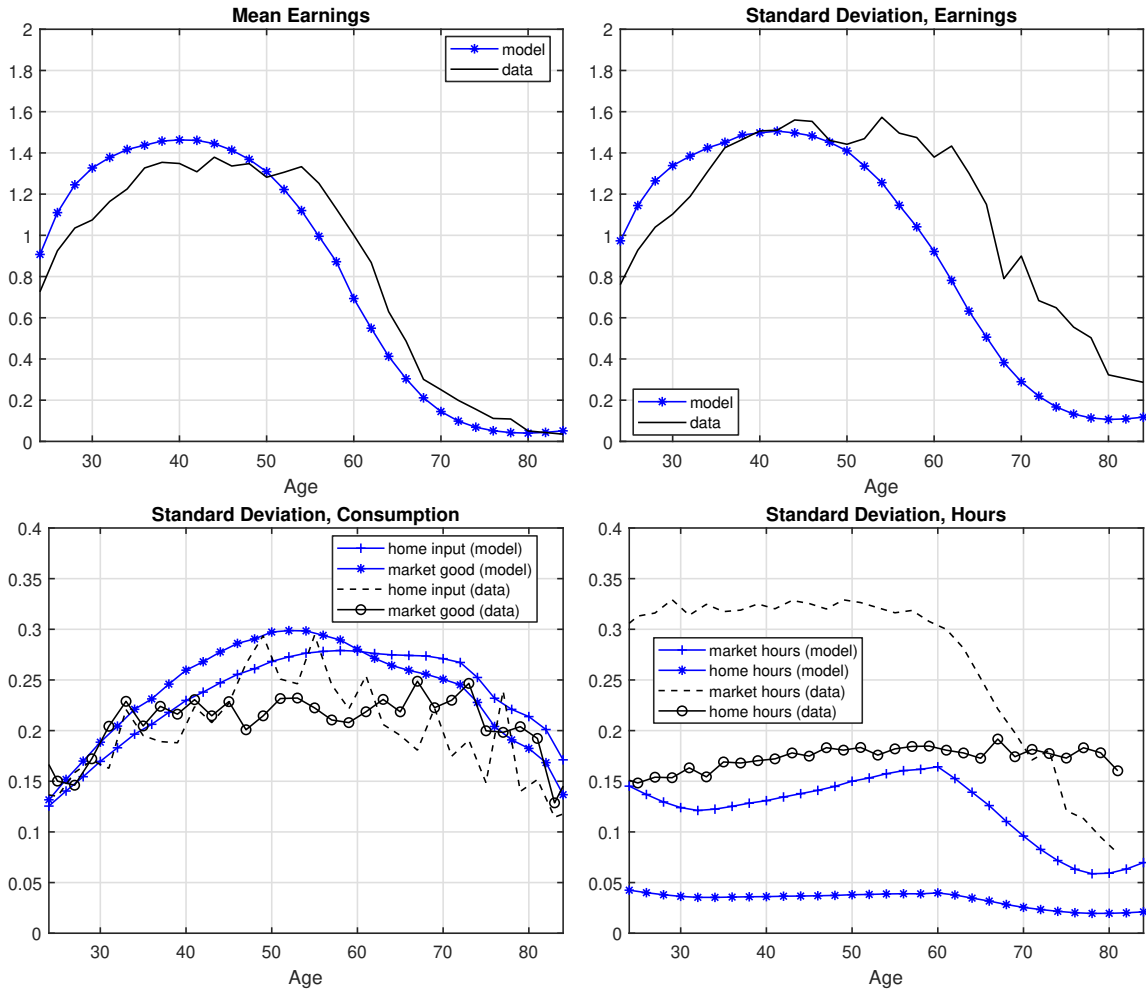 Mean Earnings
2
1.8
1.6
1.4
1.2
1
0.8
0.6
0.4
0.2
0
30 40 50 60 70 80
Age
model
data
Standard Deviation, Earnings
2
1.8
1.6
1.4
1.2
1
0.8
0.6
0.4
0.2
0
30 40 50 60 70 80
Age
model
data
Standard Deviation, Consumption
0.4
0.35
0.3
0.25
0.2
0.15
0.1
0.05
0
30 40 50 60 70 80
Age
home input (model)
market good (model)
home input (data)
market good (data)
Standard Deviation, Hours
0.4
0.35
0.3
0.25
0.2
0.15
0.1
0.05
0
30 40 50 60 70 80
Age
market hours (model)
home hours (model)
market hours (data)
home hours (data)